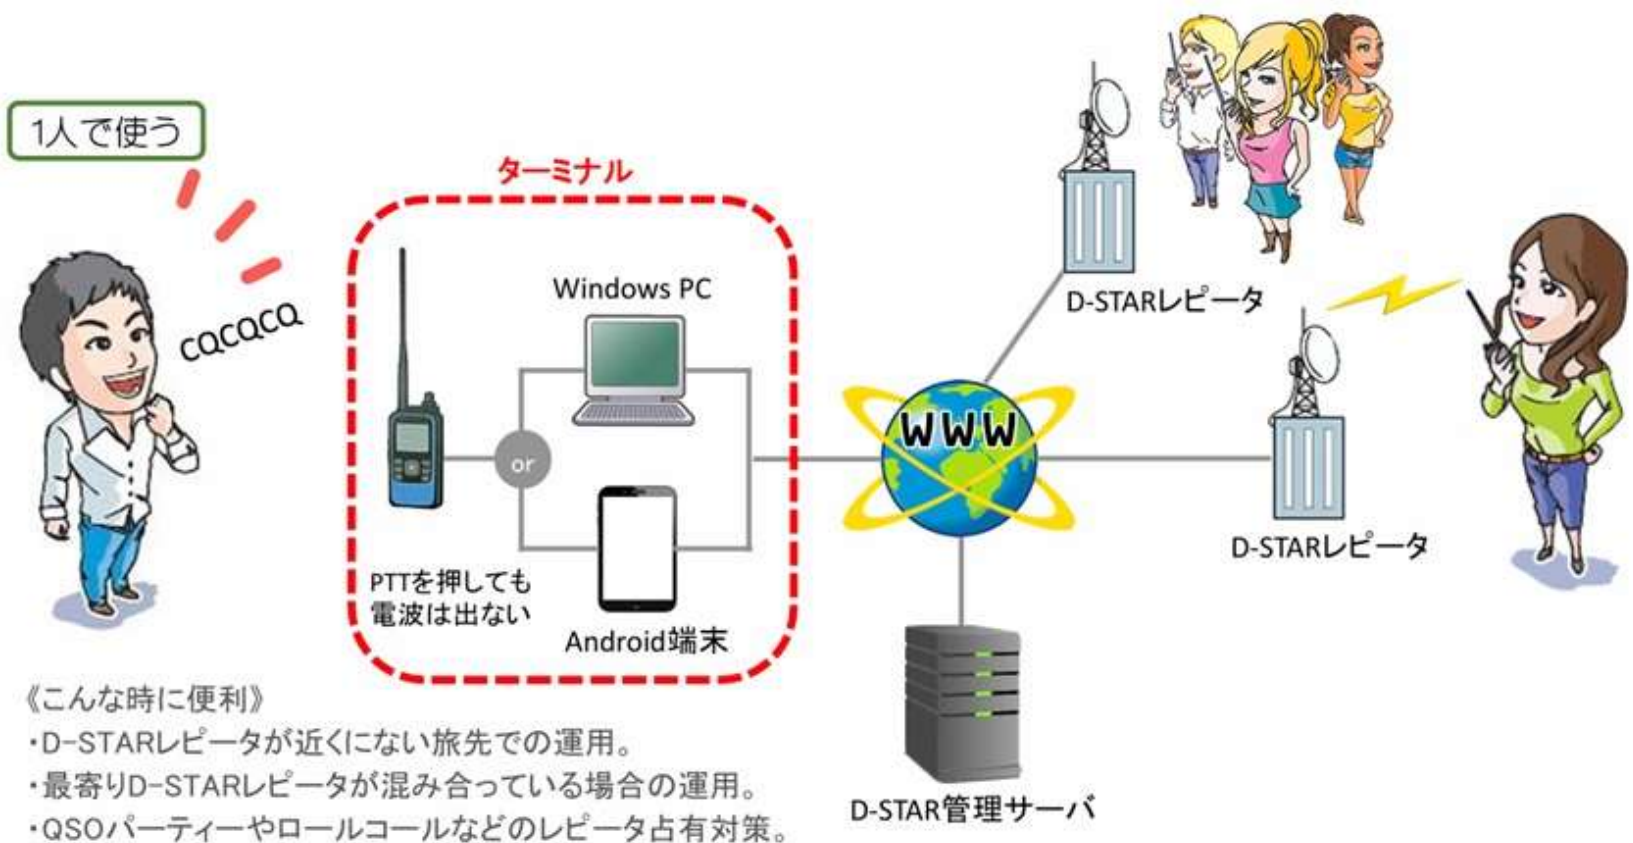 1人で使う
CQCQCQ
ターミナル
Windows PC
or
PTTを押しても
電波は出ない
Android端末
WWW
D-STARレピータ
D-STARレピータ
D-STAR管理サーバ
《こんな時に便利》
・D-STARレピータが近くにない旅先での運用。
・最寄りD-STARレピータが混み合っている場合の運用。
・QSOパーティーやロールコールなどのレピータ占有対策。